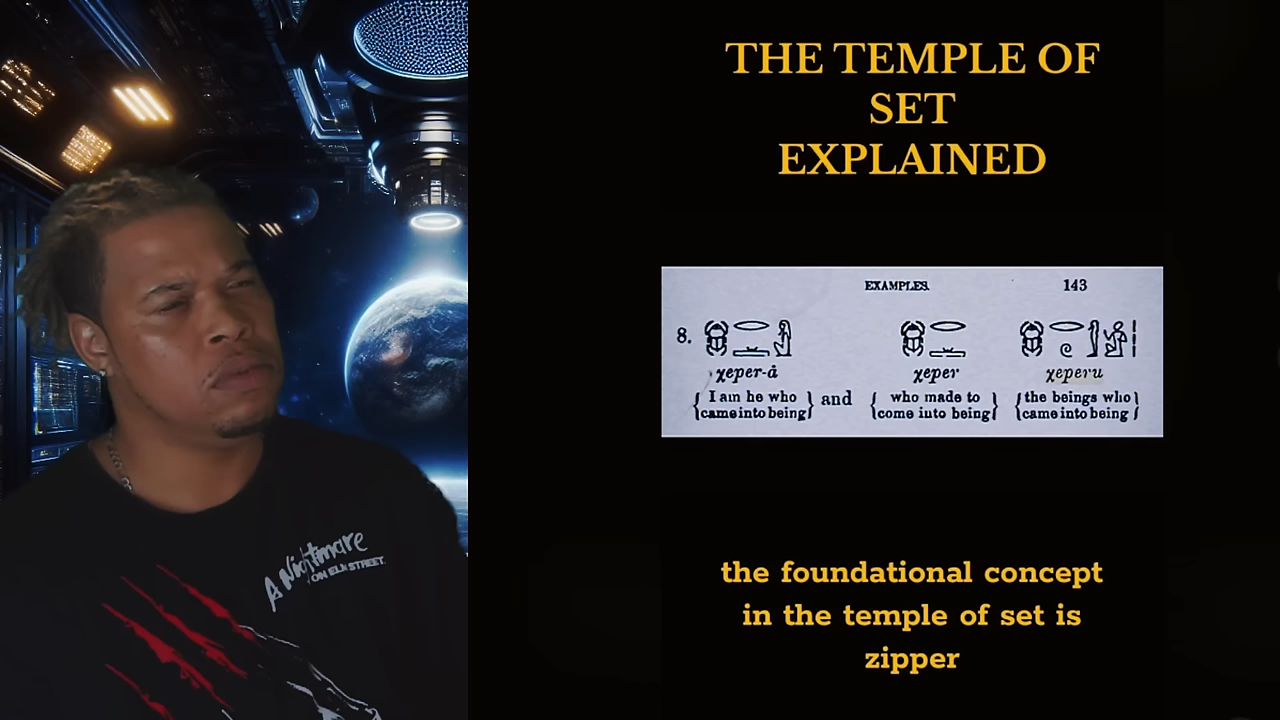 THE TEMPLE OF
SET
EXPLAINED
EXAMPLES. 143
8.
χeper-ȧ χeper χeperu
{ I am he who came into being } and { who made to come into being } { the beings who came into being }
the foundational concept
in the temple of set is
zipper
A Nightmare
ON ELM STREET